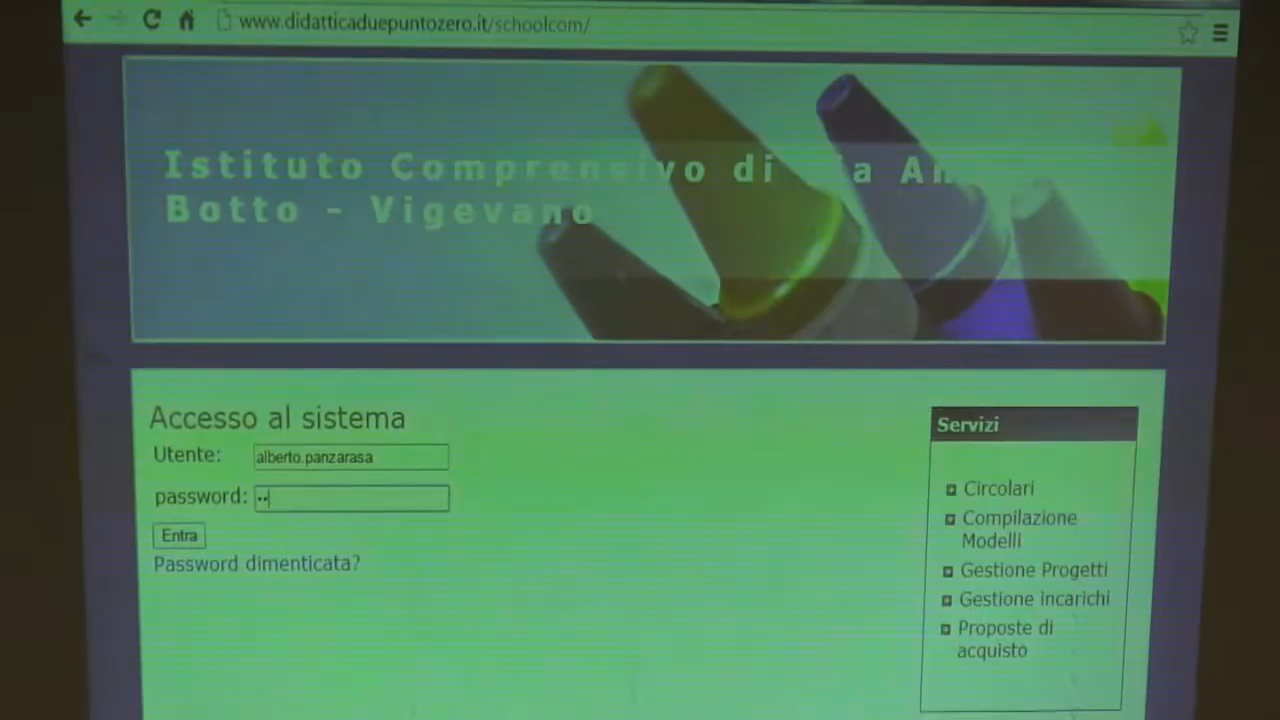 www.didatticaduepuntozero.it/schoolcom/
Istituto Comprensivo di
Botto - Vigevano
Accesso al sistema
Utente: alberto.panzarasa
password: ••
Entra
Password dimenticata?
Servizi
Circolari
Compilazione
Modelli
Gestione Progetti
Gestione incarichi
Proposte di
acquisto